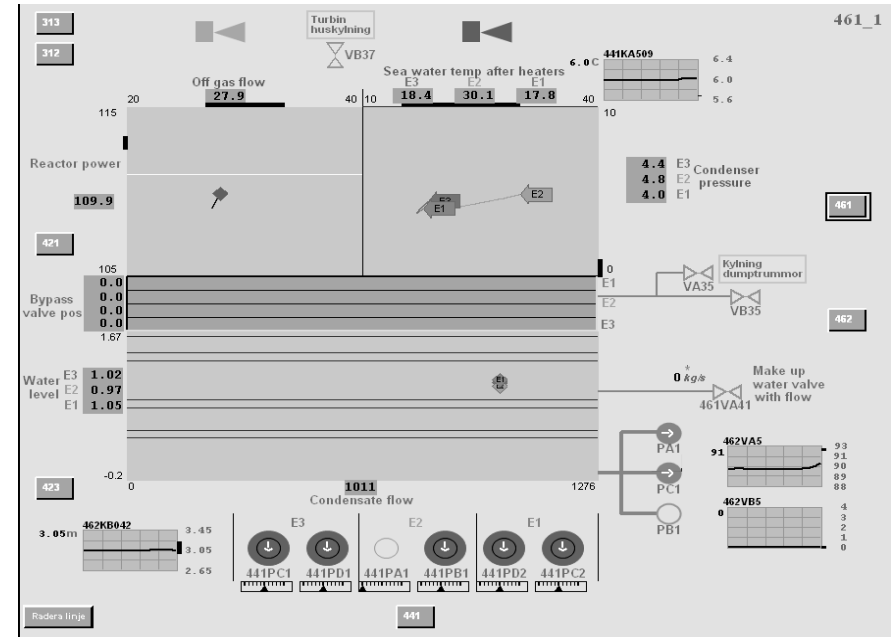 313
Turbin
huskylning
461_1
312
VB37
441KA509
6.0 C
6.4
6.0
5.6
Off gas flow
Sea water temp after heaters
E3 E2 E1
20 27.9 40 10 18.4 30.1 17.8 40
115
10
Reactor power
109.9
E2
E1
4.4 E3
4.8 E2
4.0 E1
Condenser
pressure
461
421
105
0
Kylning
dumptrummor
VA35
VB35
Bypass
valve pos
0.0
0.0
0.0
0.0
E1
E2
E3
462
1.67
Water
level
E3 1.02
E2 0.97
E1 1.05
E1
0 kg/s
*
461VA41
Make up
water valve
with flow
PA1
PC1
PB1
462VA5
91
93
91
90
89
88
462VB5
0
4
3
2
1
0
-0.2
423
0 1011 1276
Condensate flow
3.05m
462KB042
3.45
3.05
2.65
E3 E2 E1
441PC1 441PD1 441PA1 441PB1 441PD2 441PC2
Radera linje
441